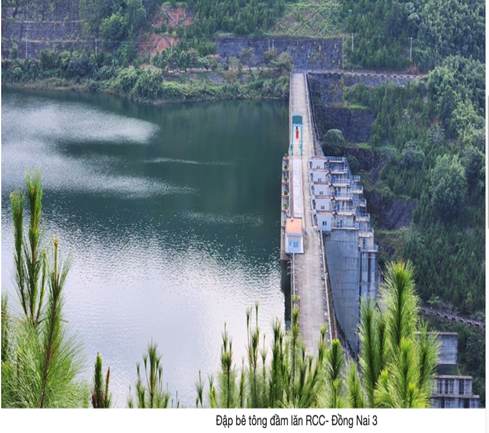 Đập bê tông đầm lăn RCC- Đồng Nai 3